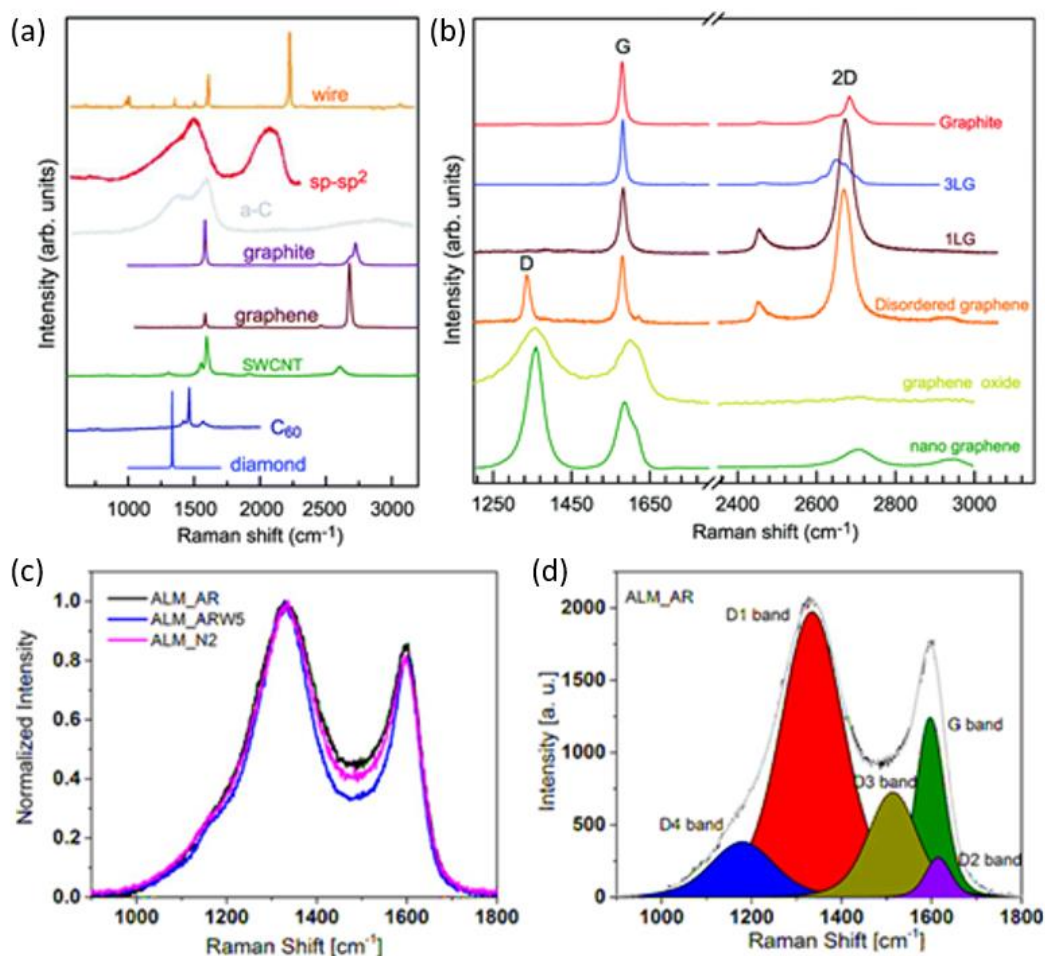 (a)
Intensity (arb. units)
wire
sp-sp²
a-C
graphite
graphene
SWCNT
C₆₀
diamond
1000 1500 2000 2500 3000
Raman shift (cm⁻¹)
(b)
Intensity (arb. units)
G
2D
D
Graphite
3LG
1LG
Disordered graphene
graphene oxide
nano graphene
1250 1450 1650 2400 2600 2800 3000
Raman shift (cm⁻¹)
(c)
Normalized Intensity
1.0
0.8
0.6
0.4
0.2
0.0
ALM_AR
ALM_ARW5
ALM_N2
1000 1200 1400 1600 1800
Raman Shift [cm⁻¹]
(d)
Intensity [a. u.]
2000
1500
1000
500
0
ALM_AR
D1 band
G band
D3 band
D4 band
D2 band
1000 1200 1400 1600 1800
Raman Shift [cm⁻¹]